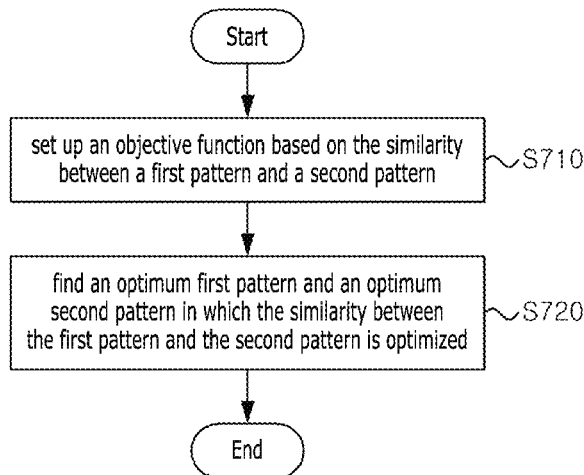 Start
set up an objective function based on the similarity
between a first pattern and a second pattern
S710
find an optimum first pattern and an optimum
second pattern in which the similarity between
the first pattern and the second pattern is optimized
S720
End